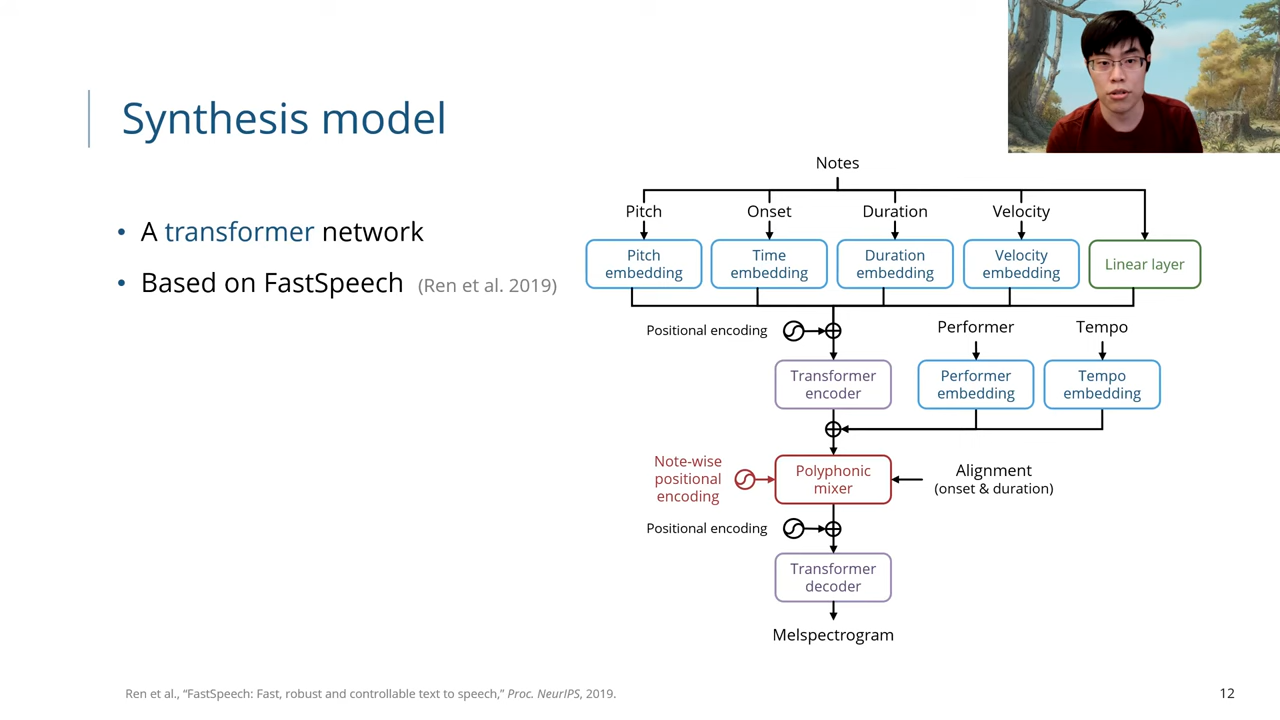 Synthesis model
• A transformer network
• Based on FastSpeech (Ren et al. 2019)
Notes
Pitch
Onset
Duration
Velocity
Pitch
embedding
Time
embedding
Duration
embedding
Velocity
embedding
Linear layer
Positional encoding
Performer
Tempo
Transformer
encoder
Performer
embedding
Tempo
embedding
Note-wise
positional
encoding
Polyphonic
mixer
Alignment
(onset & duration)
Positional encoding
Transformer
decoder
Melspectrogram
Ren et al., “FastSpeech: Fast, robust and controllable text to speech,” Proc. NeurIPS, 2019.
12